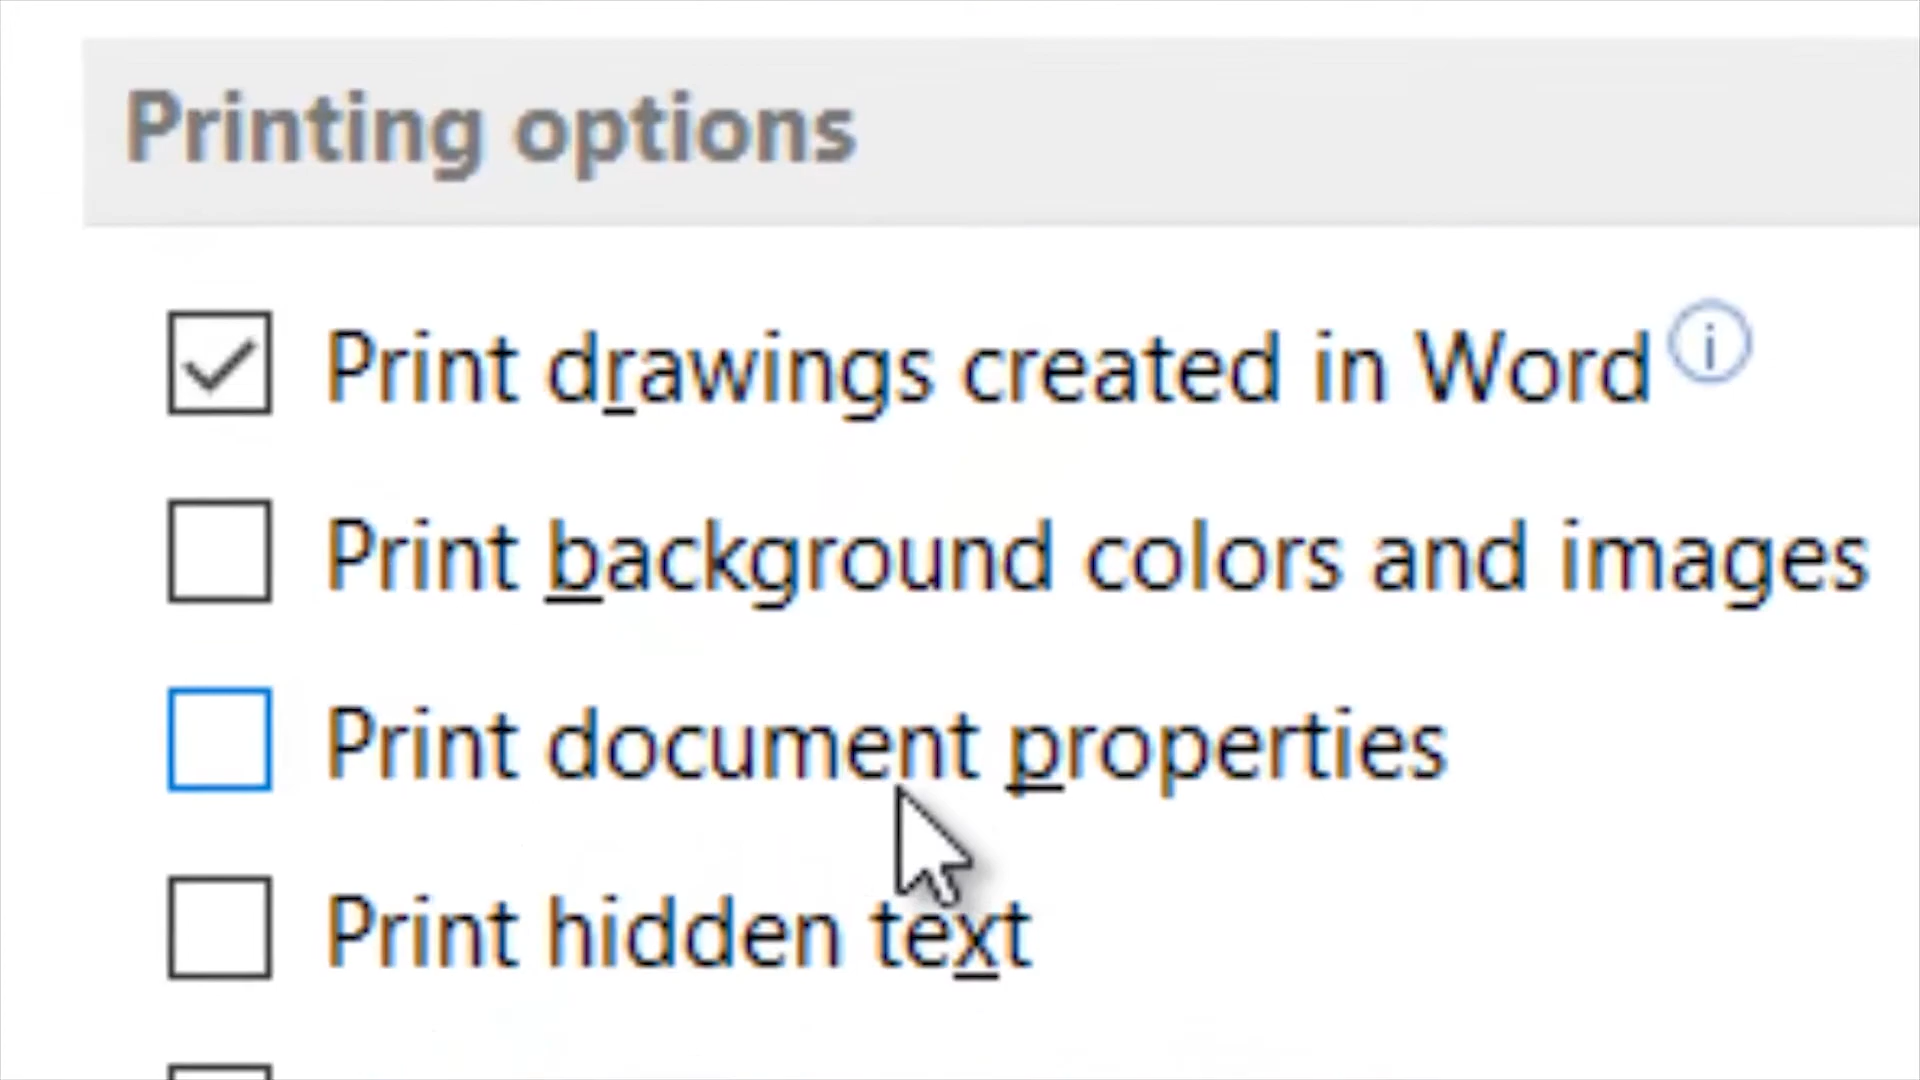 Printing options
Print drawings created in Word
Print background colors and images
Print document properties
Print hidden text